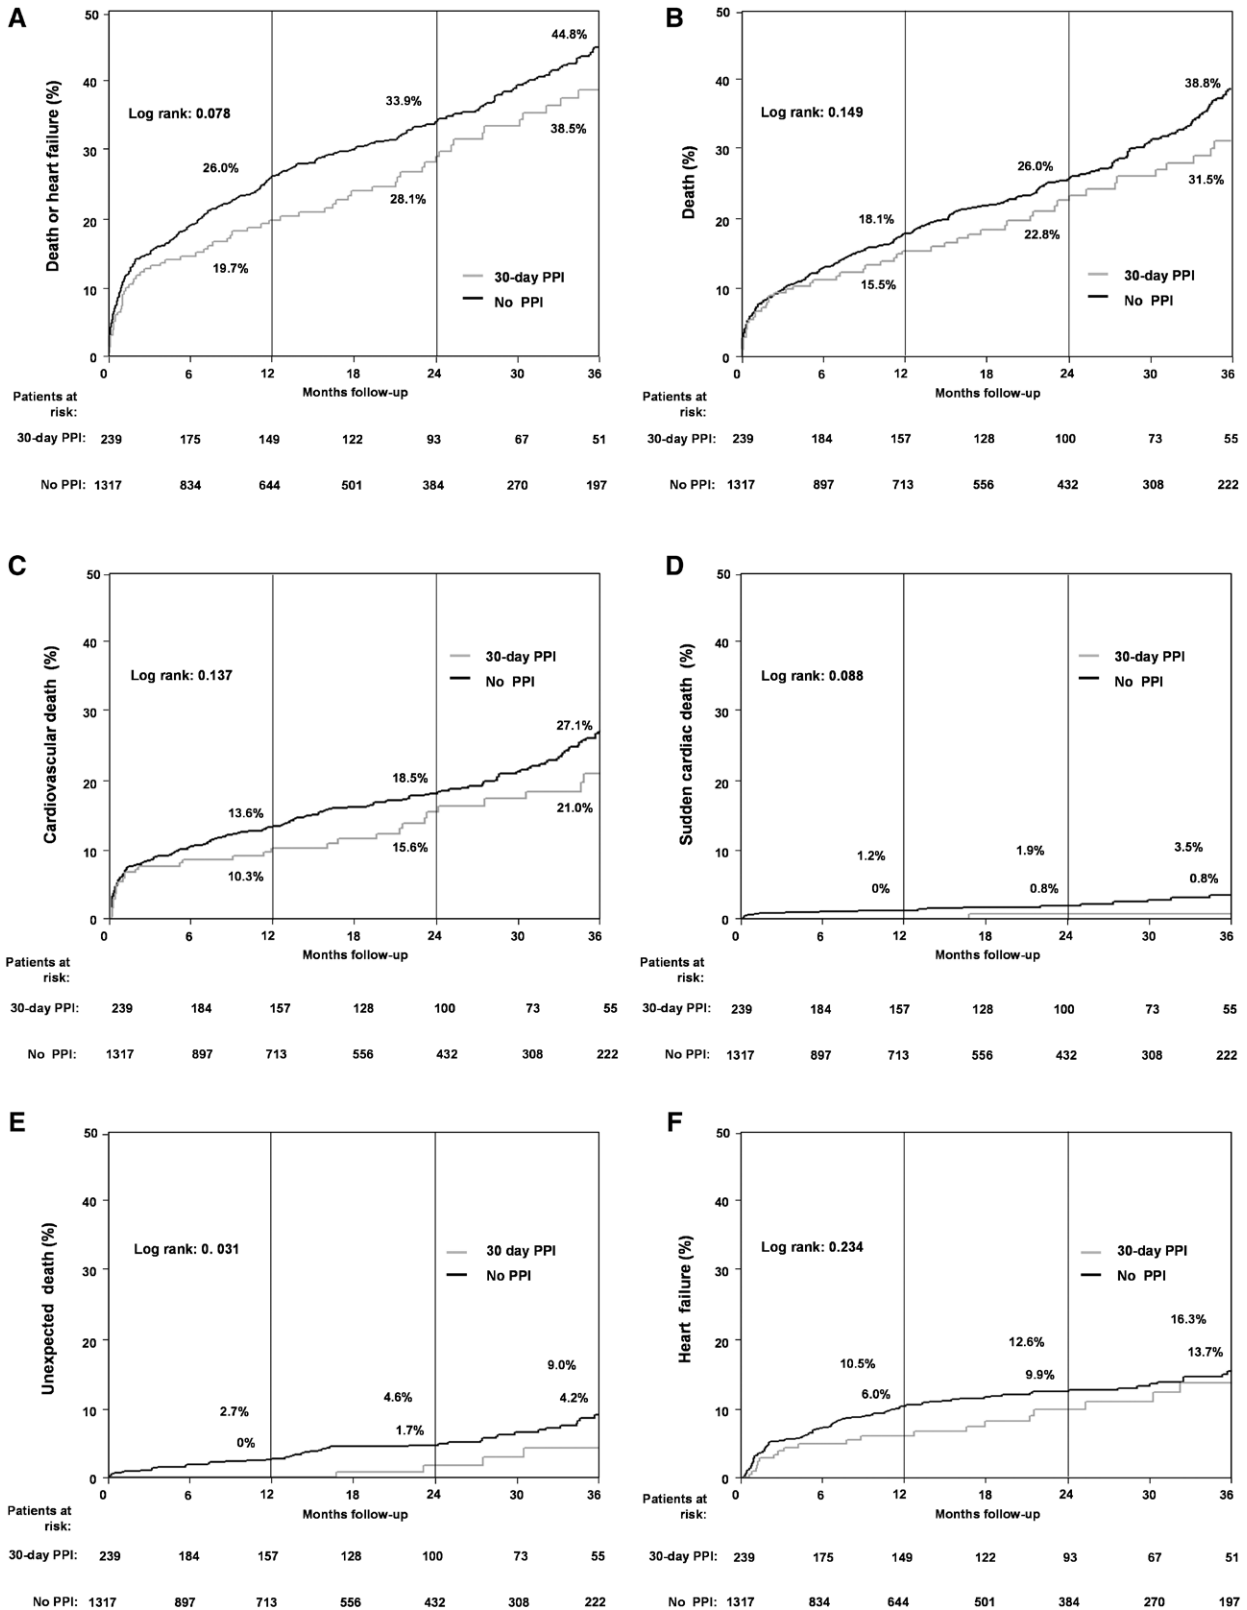 A
Death or heart failure (%)
50
40
30
20
10
0
Log rank: 0.078
26.0%
33.9%
44.8%
19.7%
28.1%
38.5%
30-day PPI
No PPI
0 6 12 18 24 30 36
Months follow-up
Patients at
risk:
30-day PPI: 239 175 149 122 93 67 51
No PPI: 1317 834 644 501 384 270 197
B
Death (%)
50
40
30
20
10
0
Log rank: 0.149
18.1%
26.0%
38.8%
15.5%
22.8%
31.5%
30-day PPI
No PPI
0 6 12 18 24 30 36
Months follow-up
Patients at
risk:
30-day PPI: 239 184 157 128 100 73 55
No PPI: 1317 897 713 556 432 308 222
C
Cardiovascular death (%)
50
40
30
20
10
0
Log rank: 0.137
30-day PPI
No PPI
13.6%
18.5%
27.1%
10.3%
15.6%
21.0%
0 6 12 18 24 30 36
Months follow-up
Patients at
risk:
30-day PPI: 239 184 157 128 100 73 55
No PPI: 1317 897 713 556 432 308 222
D
Sudden cardiac death (%)
50
40
30
20
10
0
Log rank: 0.088
30-day PPI
No PPI
1.2%
1.9%
3.5%
0%
0.8%
0.8%
0 6 12 18 24 30 36
Months follow-up
Patients at
risk:
30-day PPI: 239 184 157 128 100 73 55
No PPI: 1317 897 713 556 432 308 222
E
Unexpected death (%)
50
40
30
20
10
0
Log rank: 0. 031
30 day PPI
No PPI
2.7%
4.6%
9.0%
0%
1.7%
4.2%
0 6 12 18 24 30 36
Months follow-up
Patients at
risk:
30-day PPI: 239 184 157 128 100 73 55
No PPI: 1317 897 713 556 432 308 222
F
Heart failure (%)
50
40
30
20
10
0
Log rank: 0.234
30-day PPI
No PPI
10.5%
12.6%
16.3%
6.0%
9.9%
13.7%
0 6 12 18 24 30 36
Months follow-up
Patients at
risk:
30-day PPI: 239 175 149 122 93 67 51
No PPI: 1317 834 644 501 384 270 197